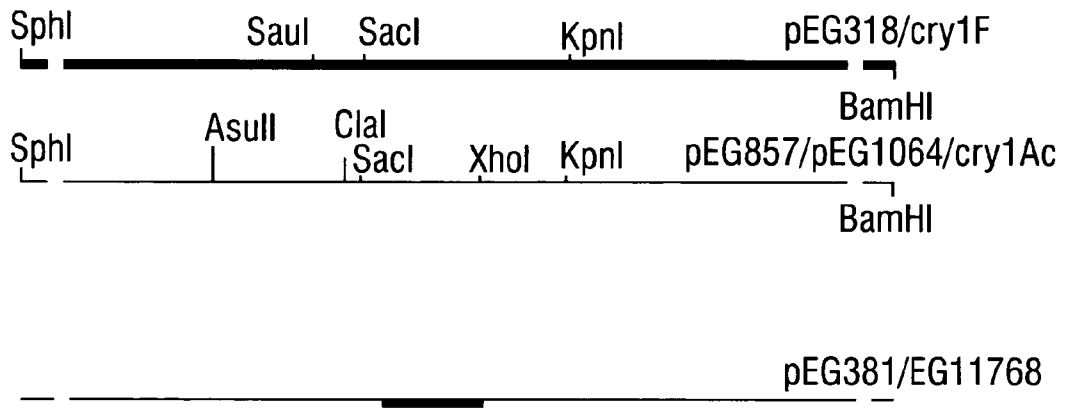 SphI SauI SacI KpnI pEG318/cry1F
BamHI
AsuII ClaI
SphI SacI XhoI KpnI pEG857/pEG1064/cry1Ac
BamHI
pEG381/EG11768